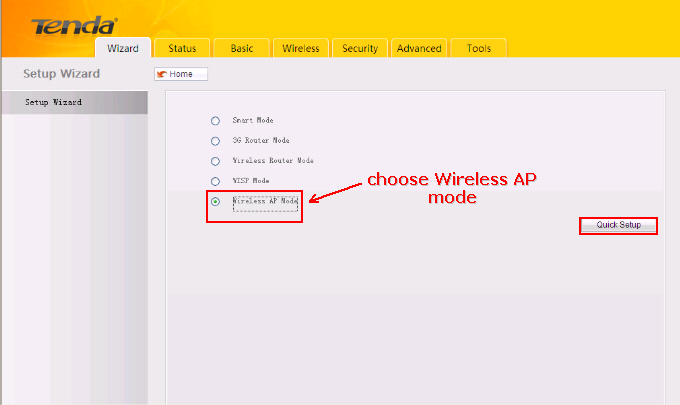 Tenda
Wizard Status Basic Wireless Security Advanced Tools
Setup Wizard Home
Setup Wizard
Smart Mode
3G Router Mode
Wireless Router Mode
WISP Mode
Wireless AP Mode
choose Wireless AP
mode
Quick Setup